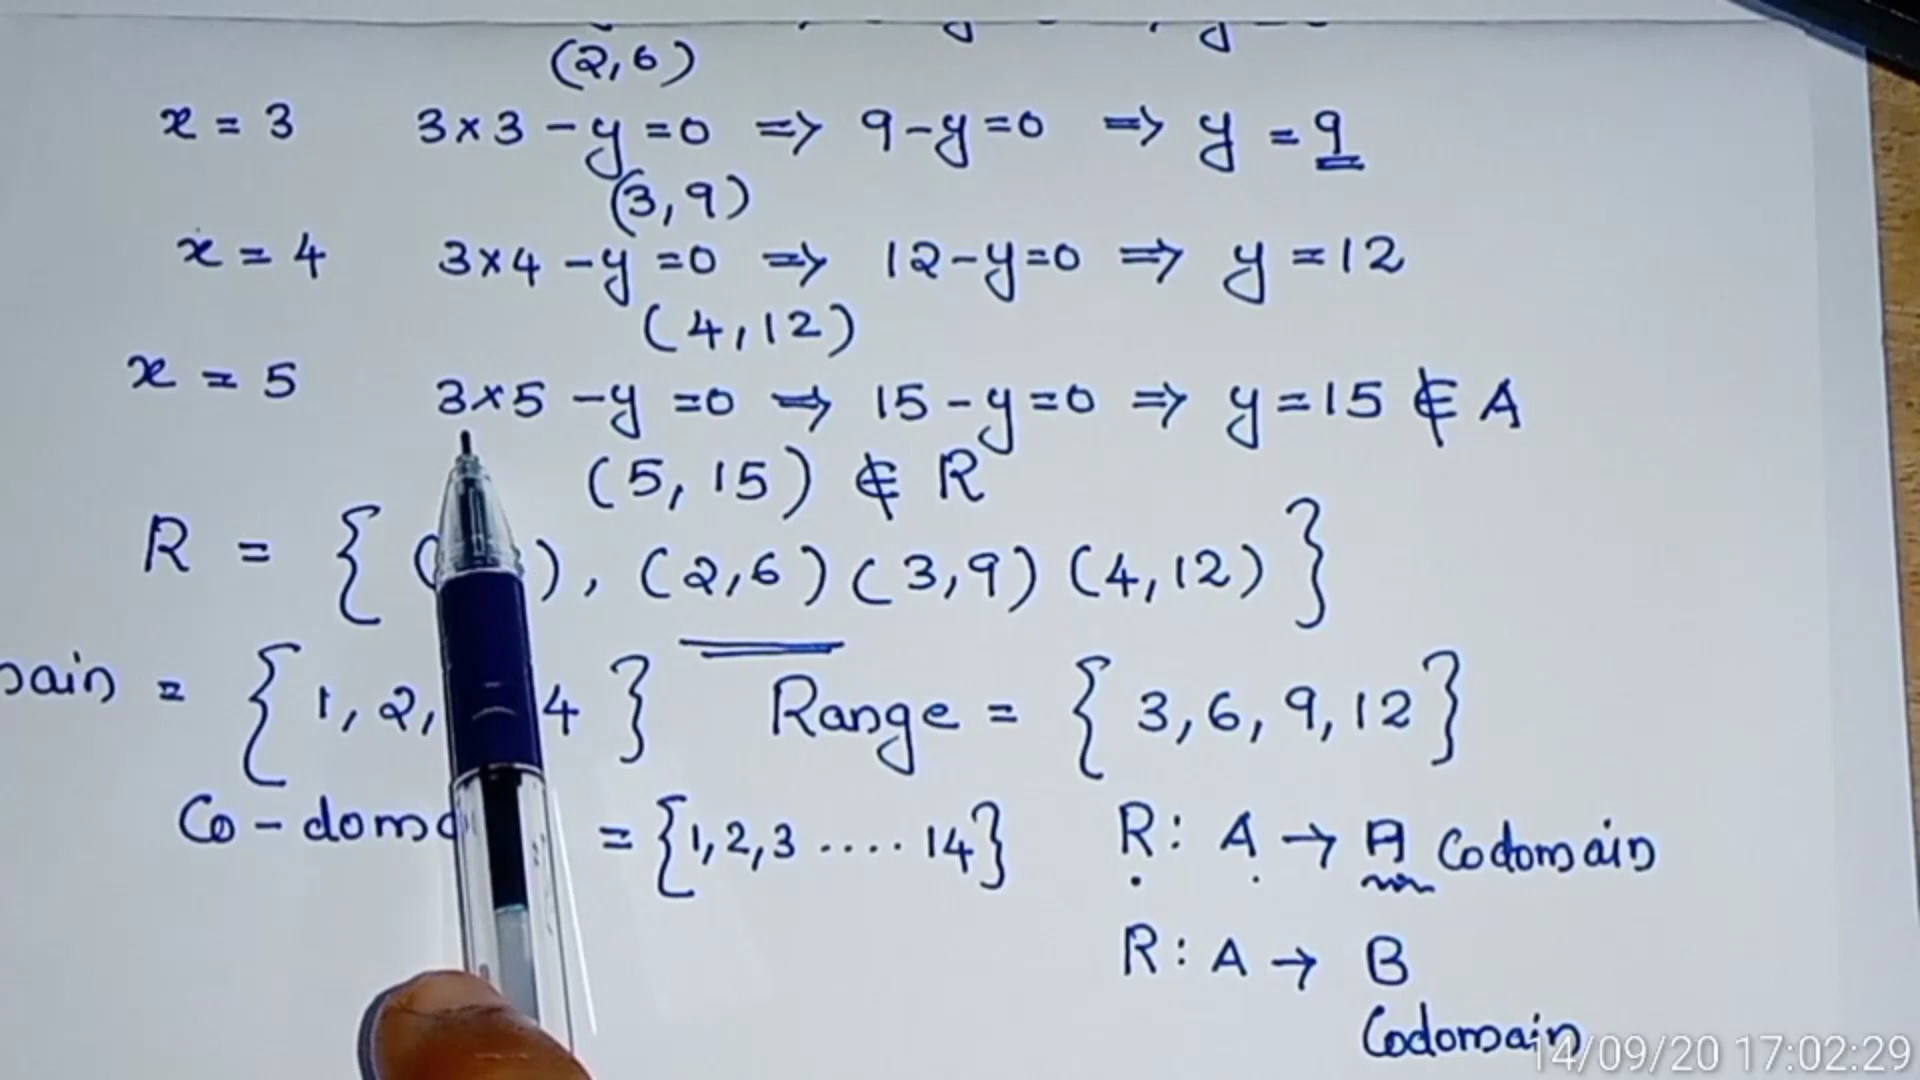 (2,6)
x = 3 3×3 -y =0 ⇒ 9-y=0 ⇒ y = 9
(3,9)
x = 4 3×4 -y =0 ⇒ 12-y=0 ⇒ y =12
(4,12)
x = 5 3×5 -y =0 ⇒ 15-y=0 ⇒ y=15 ∉ A
(5, 15) ∉ R
R = { ( ), (2,6) (3,9) (4,12) }
= { 1, 2, 4 } Range = { 3,6,9,12 }
Co-dom = {1,2,3 .... 14} R: A → A Codomain
R: A → B
Codomain
14/09/20 17:02:29